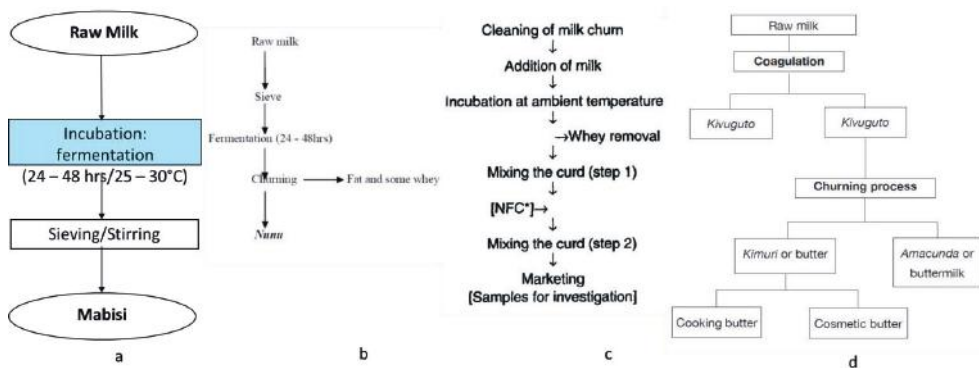 Raw Milk
Incubation:
fermentation
(24 – 48 hrs/25 – 30°C)
Sieving/Stirring
Mabisi
a
Raw milk
Sieve
Fermentation (24 - 48hrs)
Churning
Fat and some whey
Nunu
b
Cleaning of milk churn
Addition of milk
Incubation at ambient temperature
Whey removal
Mixing the curd (step 1)
[NFC*]
Mixing the curd (step 2)
Marketing
[Samples for investigation]
c
Raw milk
Coagulation
Kivuguto
Kivuguto
Churning process
Kimuri or butter
Amacunda or
buttermilk
Cooking butter
Cosmetic butter
d